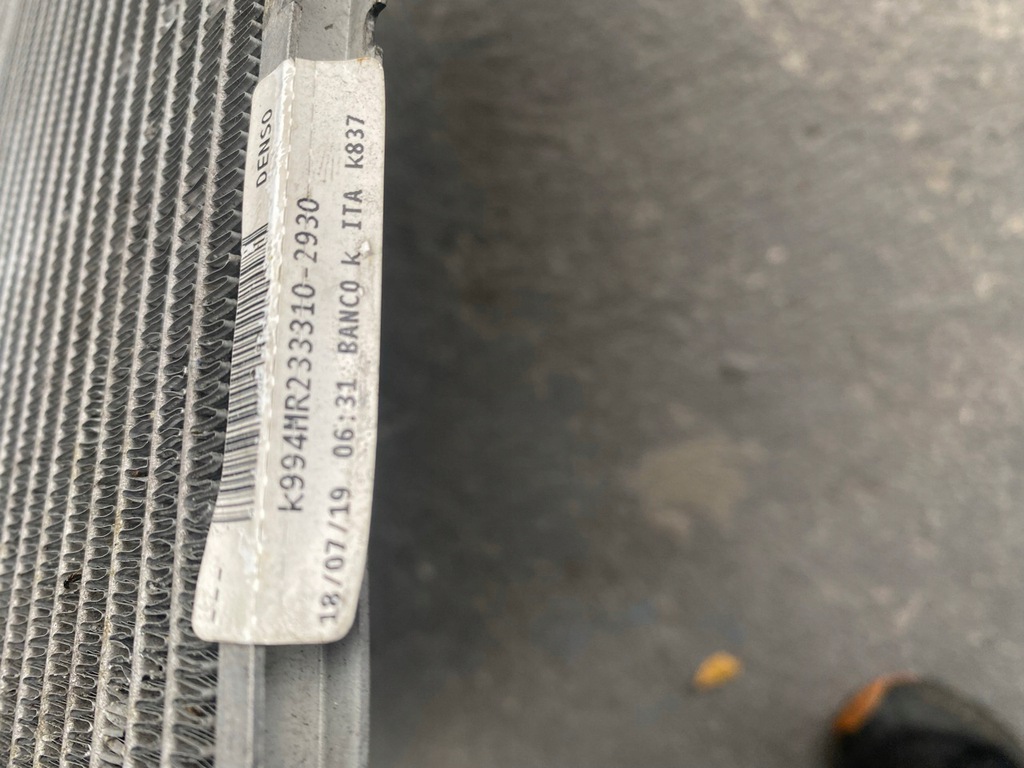 DENSO
K994MR233310-2930
18/07/19 06:31 BANCO K ITA K837